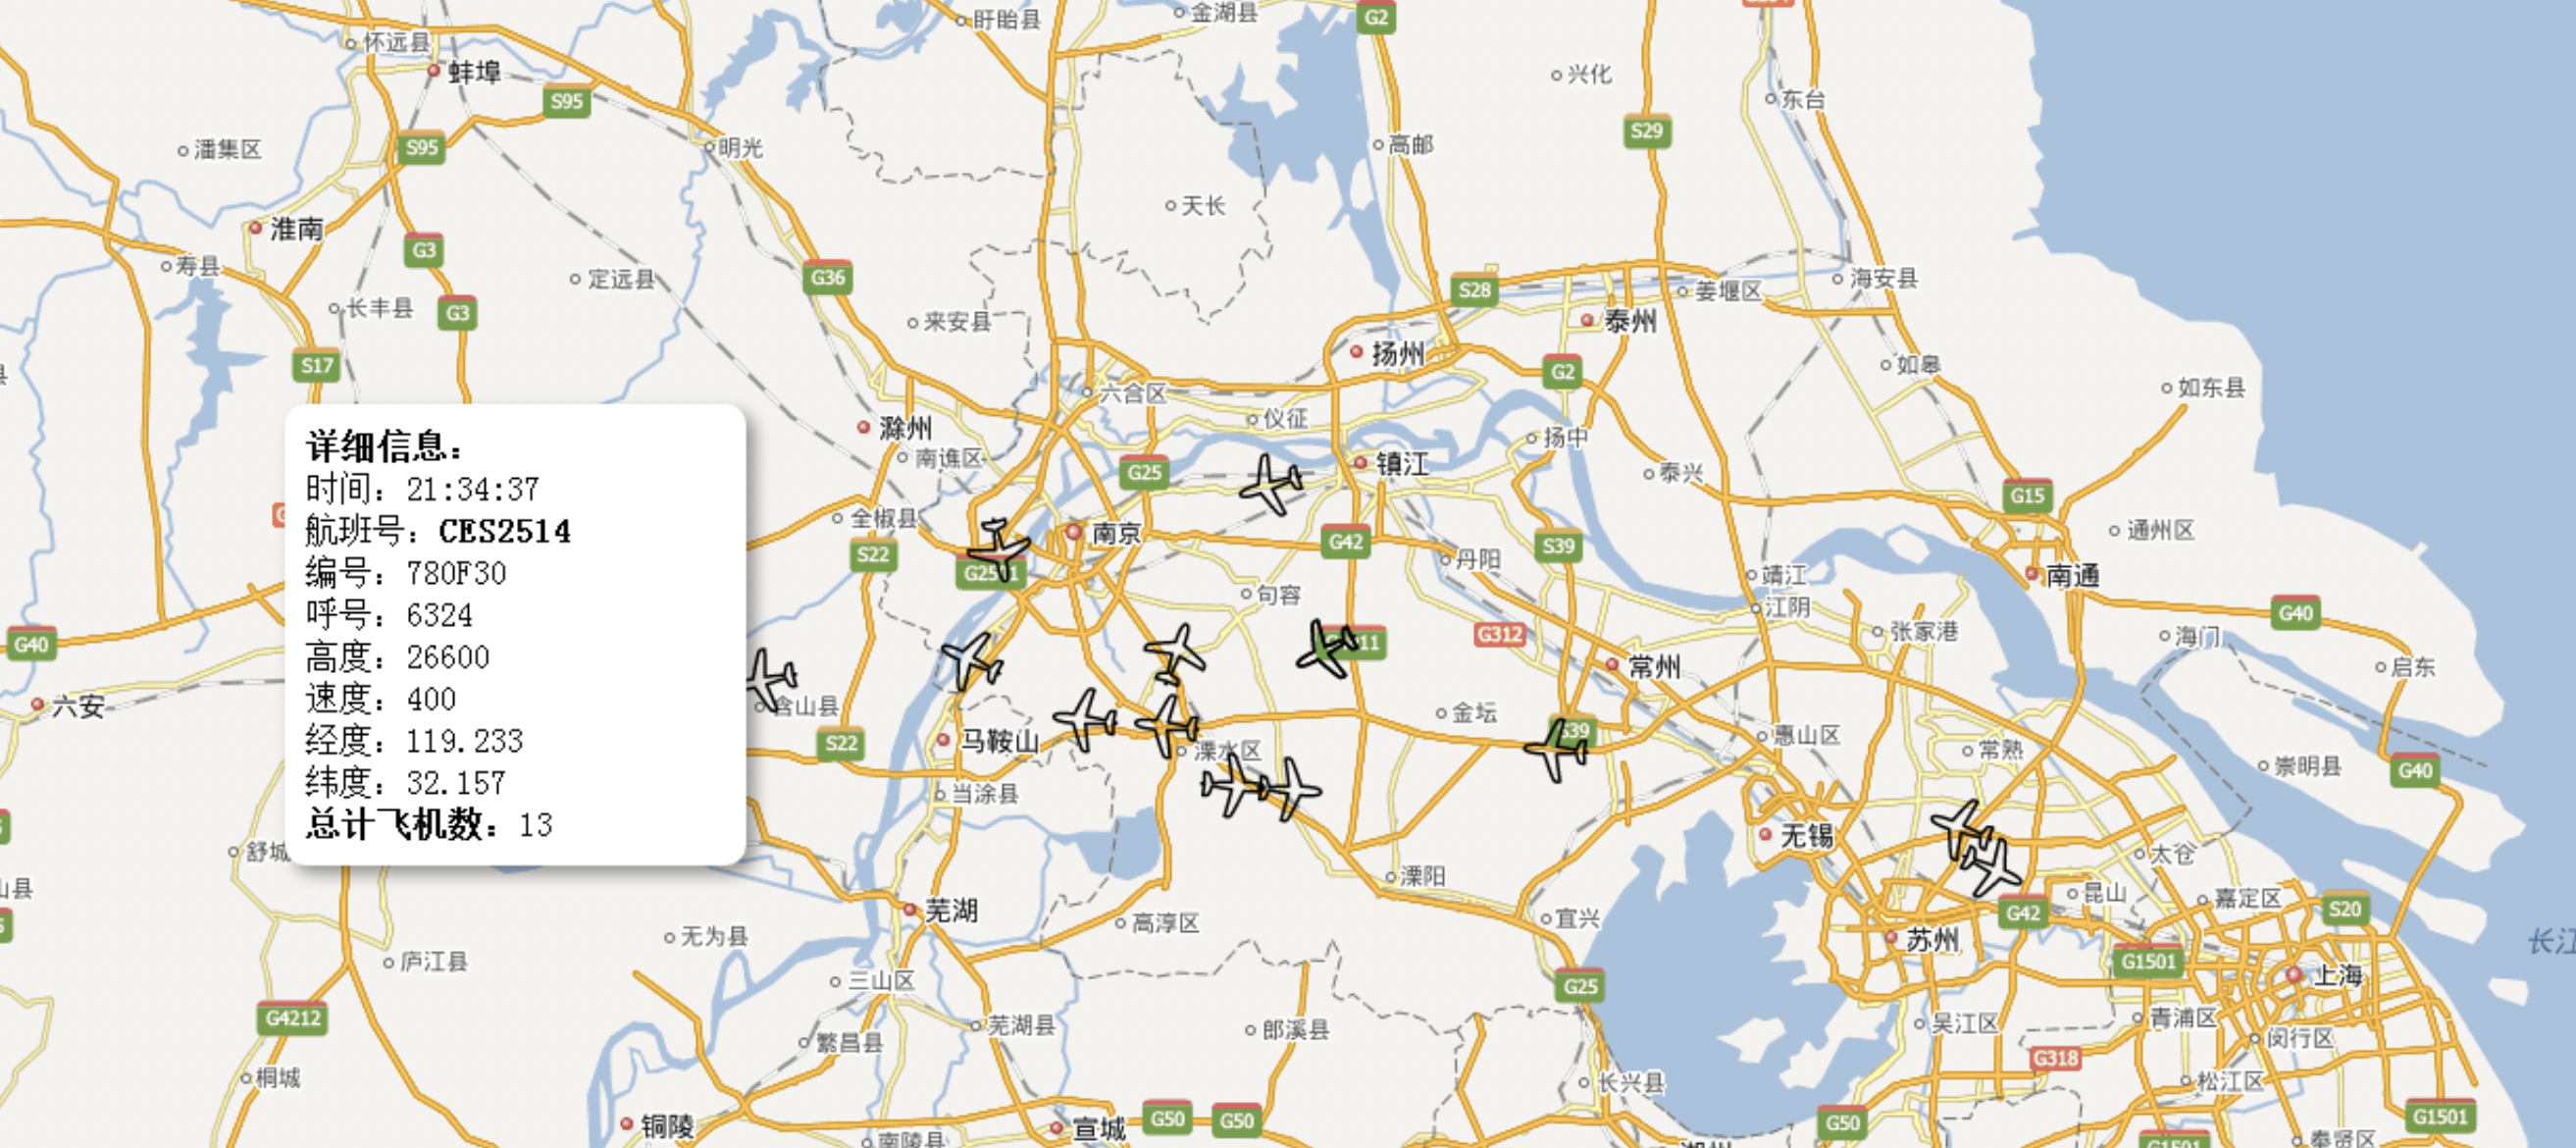 盱眙县
金湖县
G2
怀远县
蚌埠
兴化
S95
东台
S29
S95
潘集区
明光
高邮
天长
淮南
G3
寿县
G36
定远县
海安县
S28
姜堰区
长丰县
G3
来安县
泰州
扬州
S17
G2
如皋
如东县
六合区
仪征
滁州
扬中
南谯区
G25
镇江
泰兴
G15
全椒县
南京
通州区
S22
G42
S39
丹阳
靖江
南通
句容
江阴
G40
G40
G312
张家港
海门
常州
启东
六安
含山县
金坛
S22
马鞍山
溧水区
惠山区
常熟
崇明县
G40
当涂县
无锡
太仓
溧阳
昆山
嘉定区
S20
G42
芜湖
高淳区
宜兴
无为县
苏州
庐江县
G1501
上海
三山区
G25
G4212
芜湖县
郎溪县
吴江区
青浦区
繁昌县
闵行区
G318
桐城
长兴县
松江区
铜陵
宣城
G50
G50
G50
G1501
南陵县
详细信息：
时间：21:34:37
航班号：CES2514
编号：780F30
呼号：6324
高度：26600
速度：400
经度：119.233
纬度：32.157
总计飞机数：13